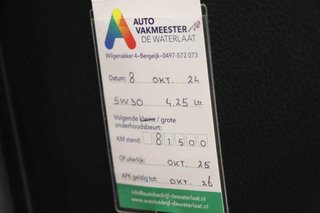 AUTO
VAKMEESTER
DE WATERLAAT
Wilgenakker 4 - Bergeijk - 0497-572 073
Datum: 8 OKT. 24
5W30 4.25 Ltr.
Volgende kleine / grote
onderhoudsbeurt:
KM stand: 81500
Of uiterlijk: OKT. 25
APK geldig tot: OKT. 26
info@autobedrijf-dewaterlaat.nl
www.autobedrijf-dewaterlaat.nl